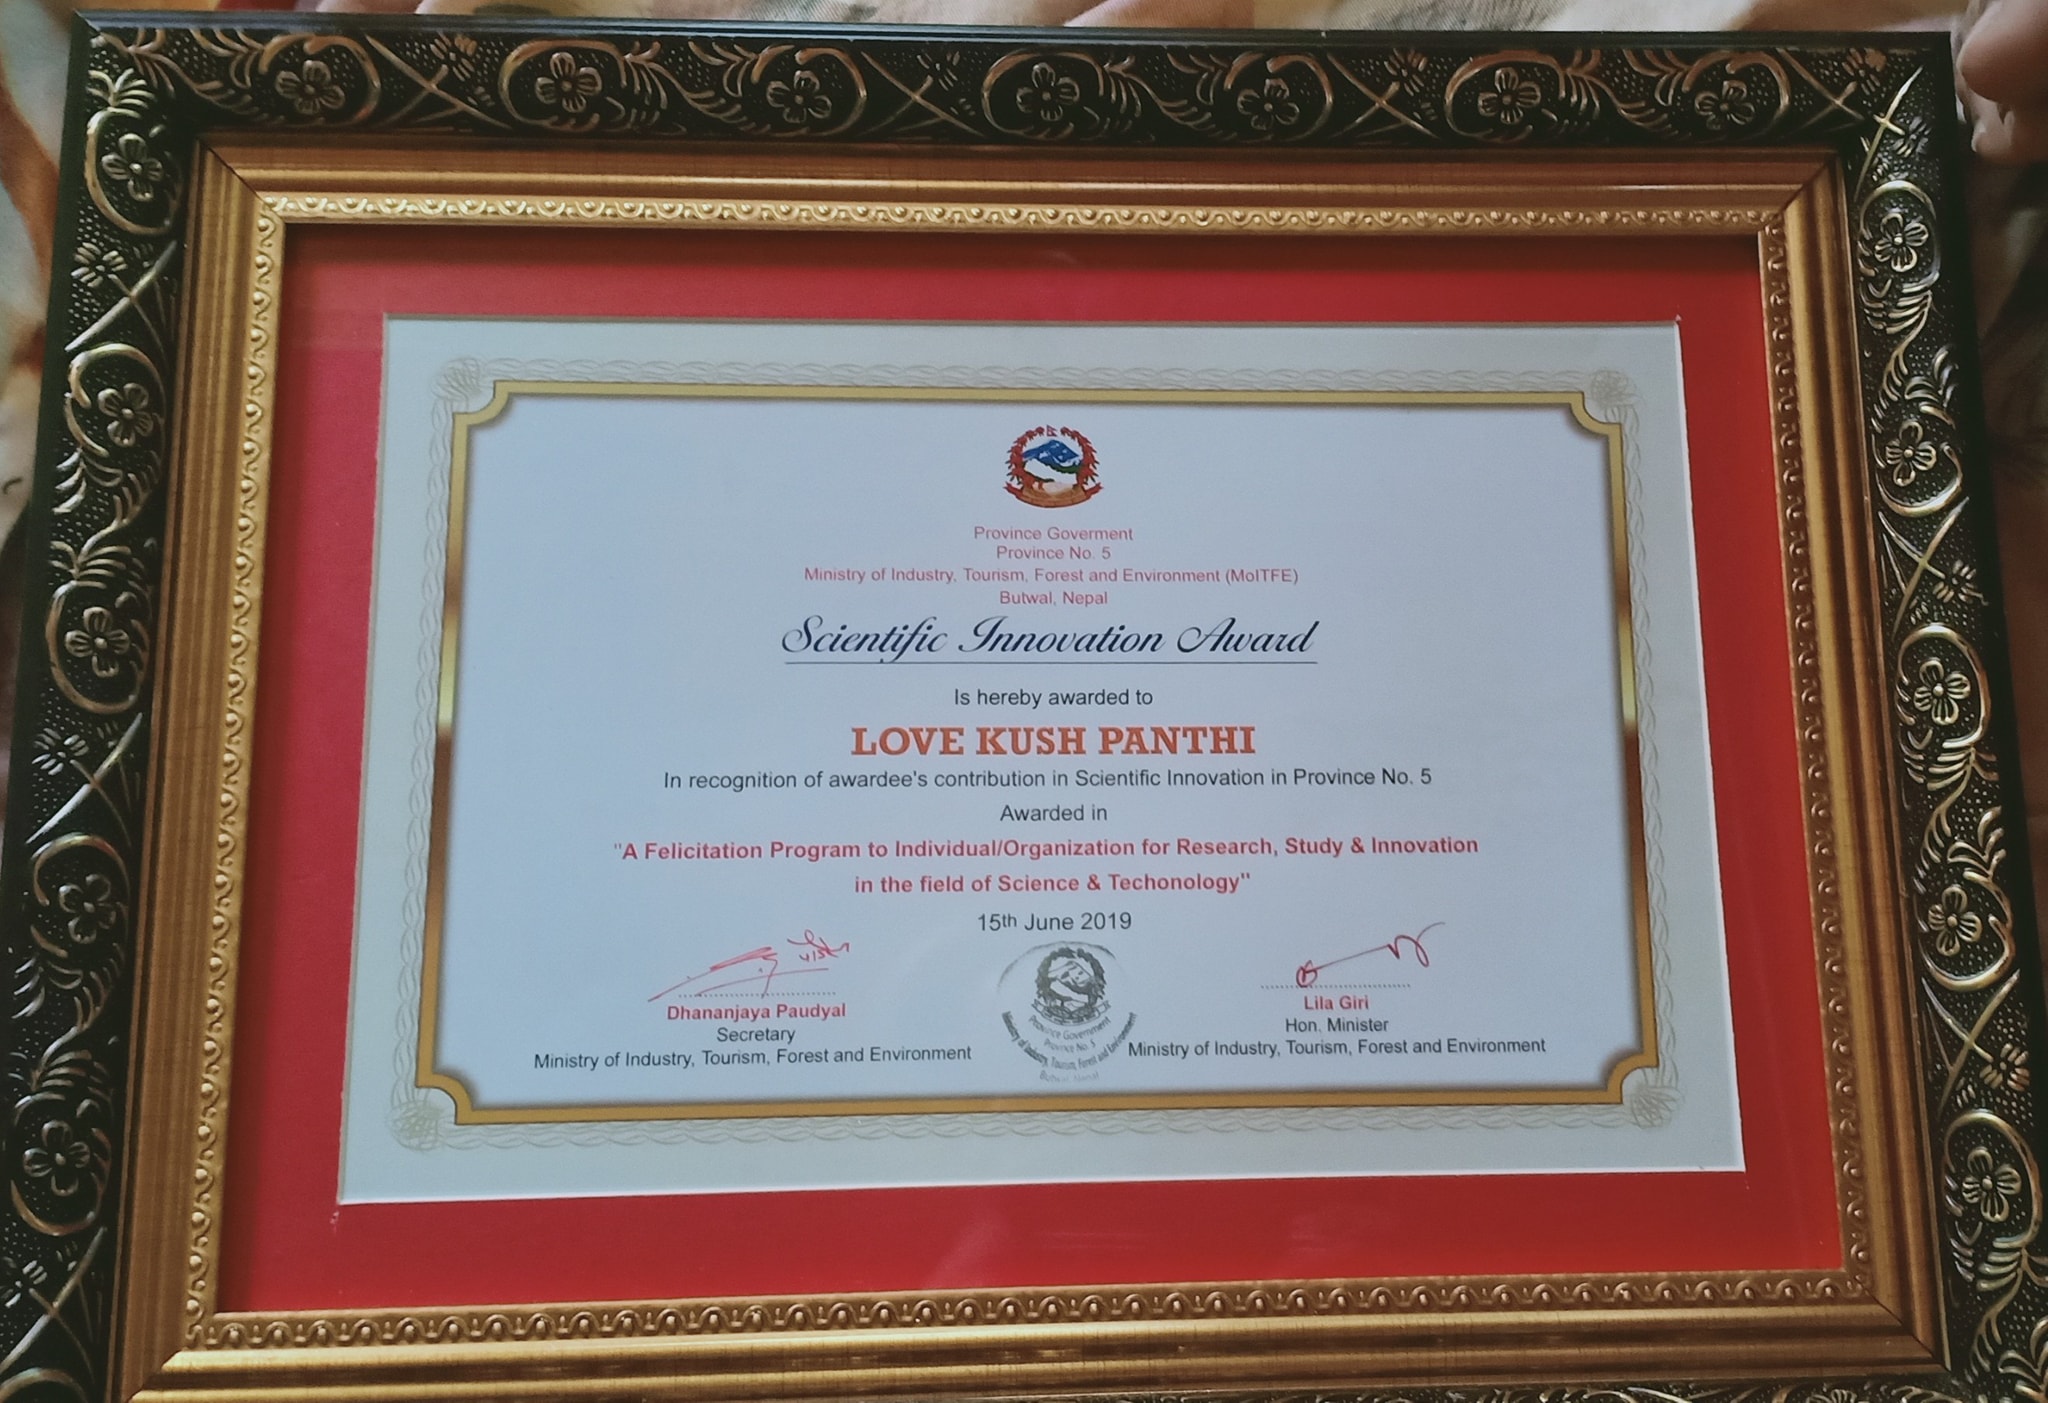 Province Goverment
Province No. 5
Ministry of Industry, Tourism, Forest and Environment (MoITFE)
Butwal, Nepal
Scientific Innovation Award
Is hereby awarded to
LOVE KUSH PANTHI
In recognition of awardee's contribution in Scientific Innovation in Province No. 5
Awarded in
"A Felicitation Program to Individual/Organization for Research, Study & Innovation
in the field of Science & Techonology"
15th June 2019
Dhananjaya Paudyal
Secretary
Ministry of Industry, Tourism, Forest and Environment
Province Government
Province No. 5
Ministry of Industry, Tourism, Forest and Environment
Butwal, Nepal
Lila Giri
Hon. Minister
Ministry of Industry, Tourism, Forest and Environment